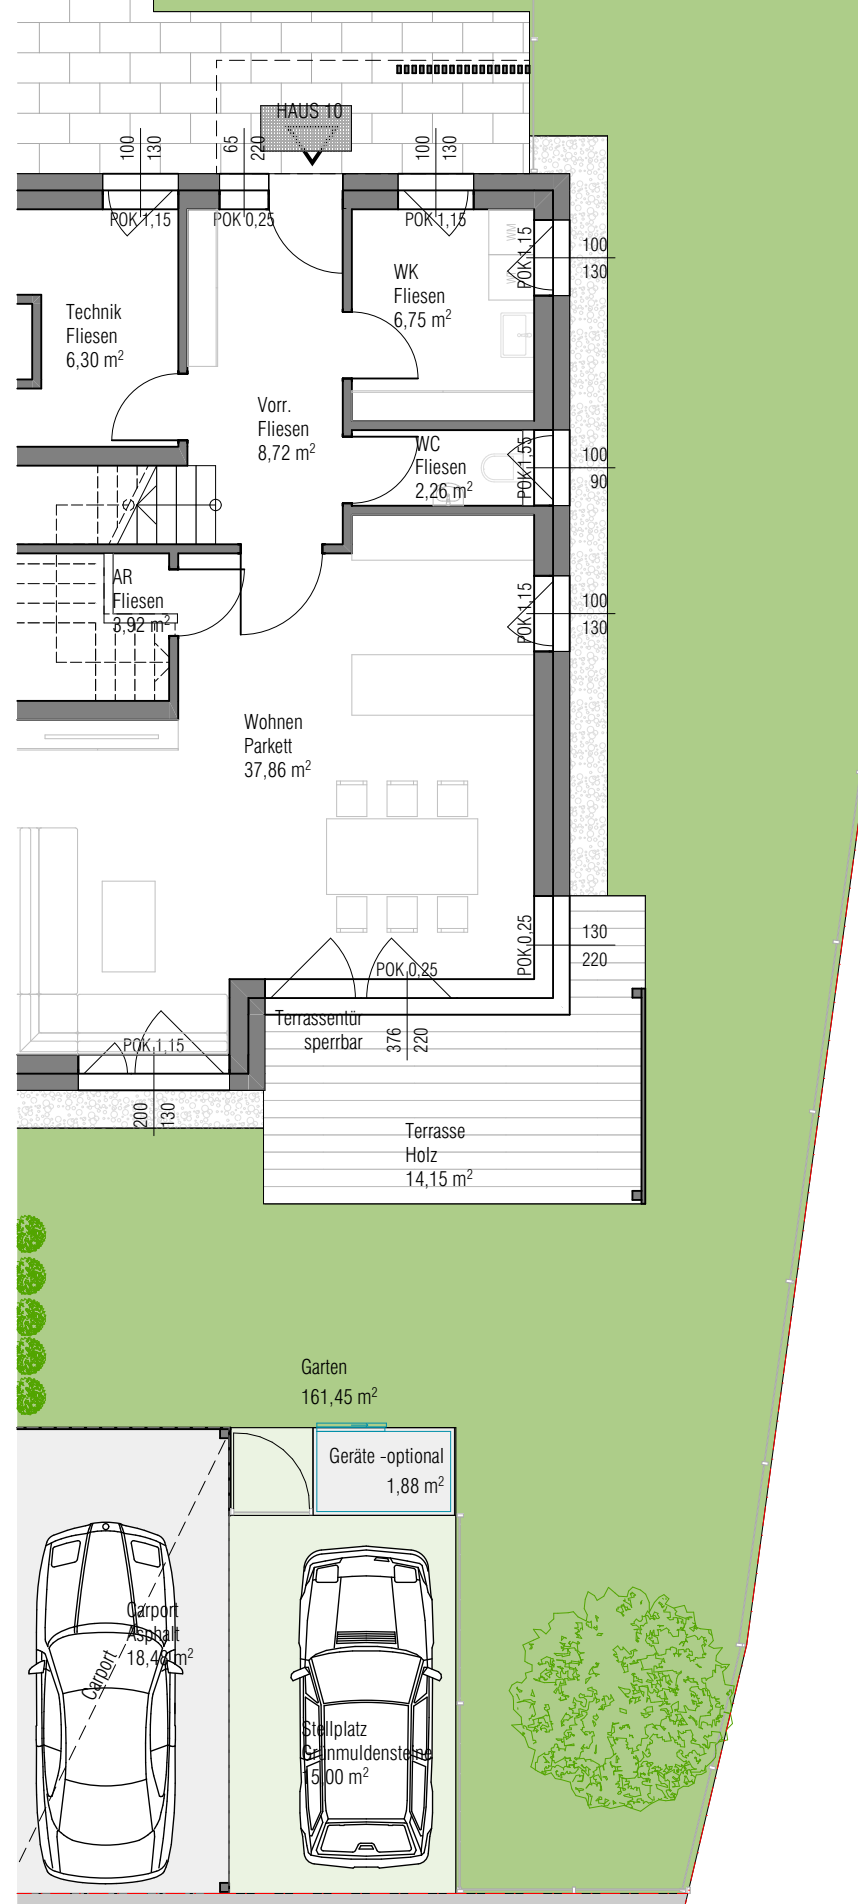 HAUS 10
100
130
65
220
100
130
POK 1,15
POK 0,25
POK 1,15
POK 1,15
100
130
WM
WK
Fliesen
6,75 m²
Technik
Fliesen
6,30 m²
Vorr.
Fliesen
8,72 m²
WC
Fliesen
2,26 m²
POK 1,55
100
90
AR
Fliesen
3,92 m²
POK 1,15
100
130
Wohnen
Parkett
37,86 m²
POK 0,25
130
220
POK 0,25
Terrassentür
sperrbar
376
220
POK 1,15
200
130
Terrasse
Holz
14,15 m²
Garten
161,45 m²
Geräte -optional
1,88 m²
Carport
Asphalt
18,48 m²
Carport
Stellplatz
Grünmuldensteine
15,00 m²